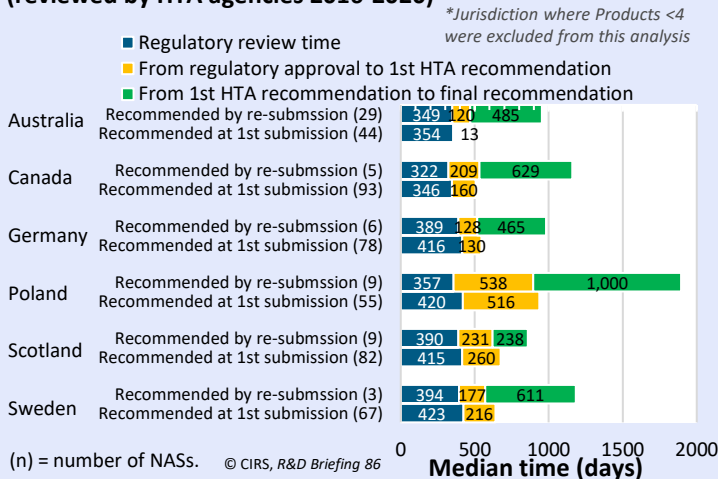 (reviewed by HTA agencies 2016-2020)
*Jurisdiction where Products <4
were excluded from this analysis
Regulatory review time
From regulatory approval to 1st HTA recommendation
From 1st HTA recommendation to final recommendation
Australia
Recommended by re-submssion (29) 349 120 485
Recommended at 1st submission (44) 354 13
Canada
Recommended by re-submssion (5) 322 209 629
Recommended at 1st submission (93) 346 160
Germany
Recommended by re-submssion (6) 389 128 465
Recommended at 1st submission (78) 416 130
Poland
Recommended by re-submssion (9) 357 538 1,000
Recommended at 1st submission (55) 420 516
Scotland
Recommended by re-submssion (9) 390 231 238
Recommended at 1st submission (82) 415 260
Sweden
Recommended by re-submssion (3) 394 177 611
Recommended at 1st submission (67) 423 216
0 500 1000 1500 2000
(n) = number of NASs. © CIRS, R&D Briefing 86
Median time (days)